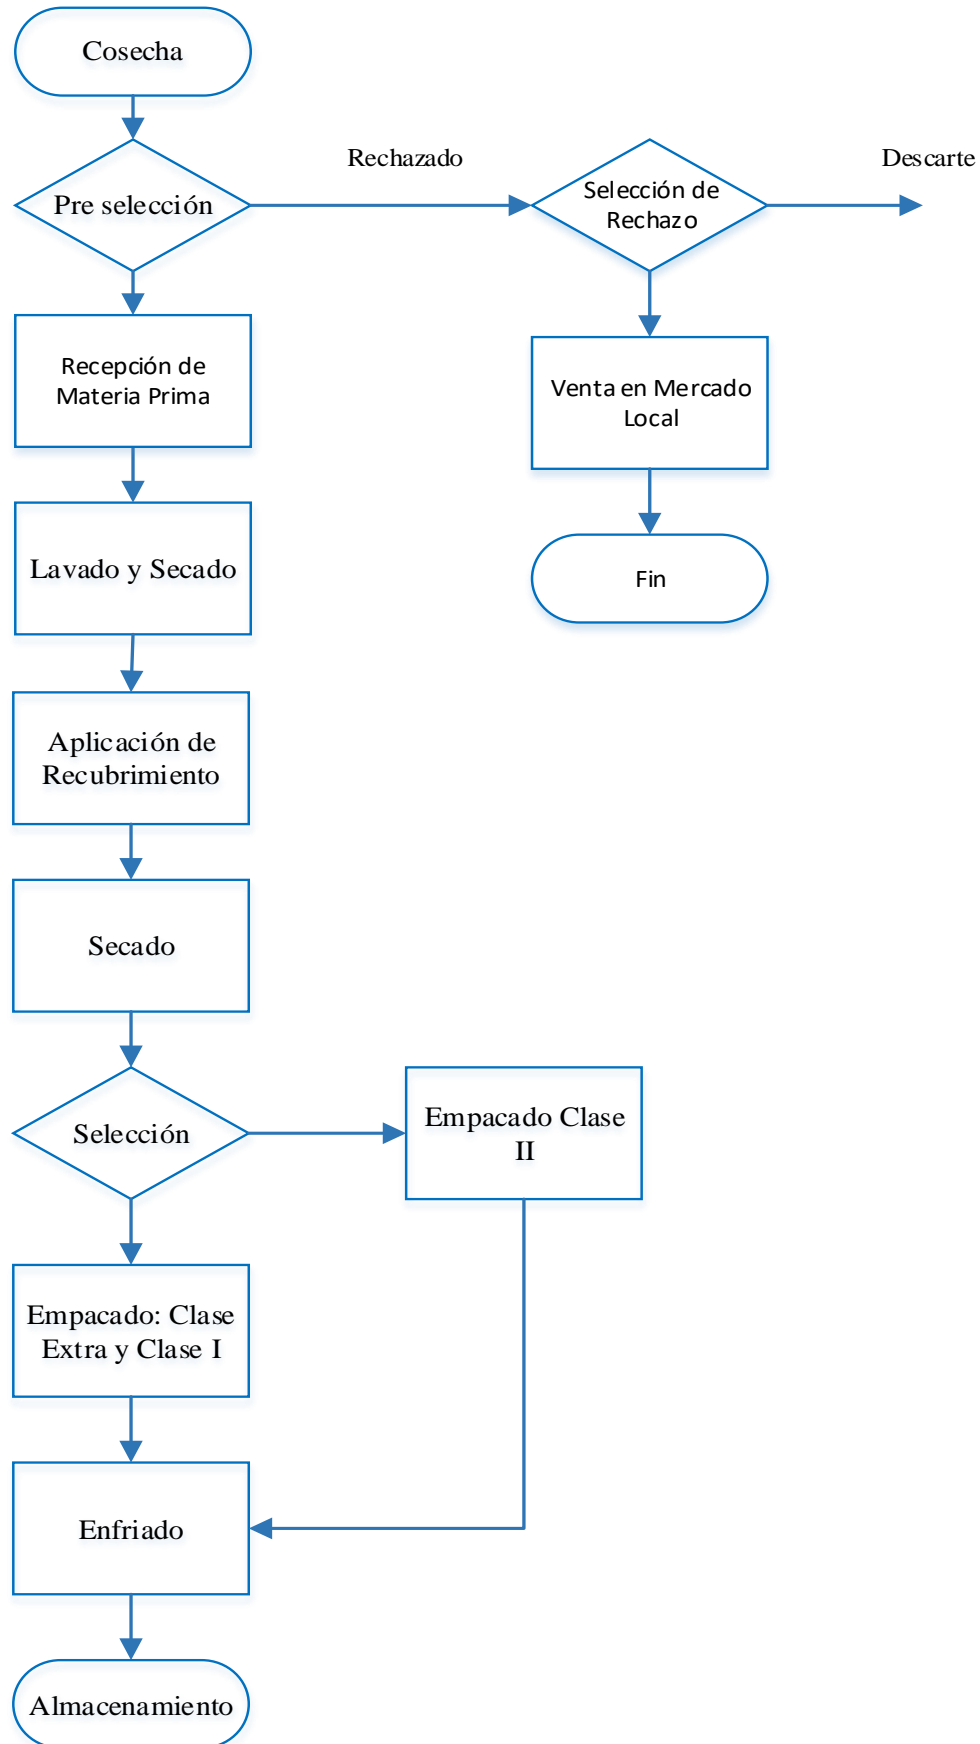 Cosecha
Rechazado
Descarte
Pre selección
Selección de
Rechazo
Recepción de
Materia Prima
Venta en Mercado
Local
Lavado y Secado
Fin
Aplicación de
Recubrimiento
Secado
Selección
Empacado Clase
II
Empacado: Clase
Extra y Clase I
Enfriado
Almacenamiento